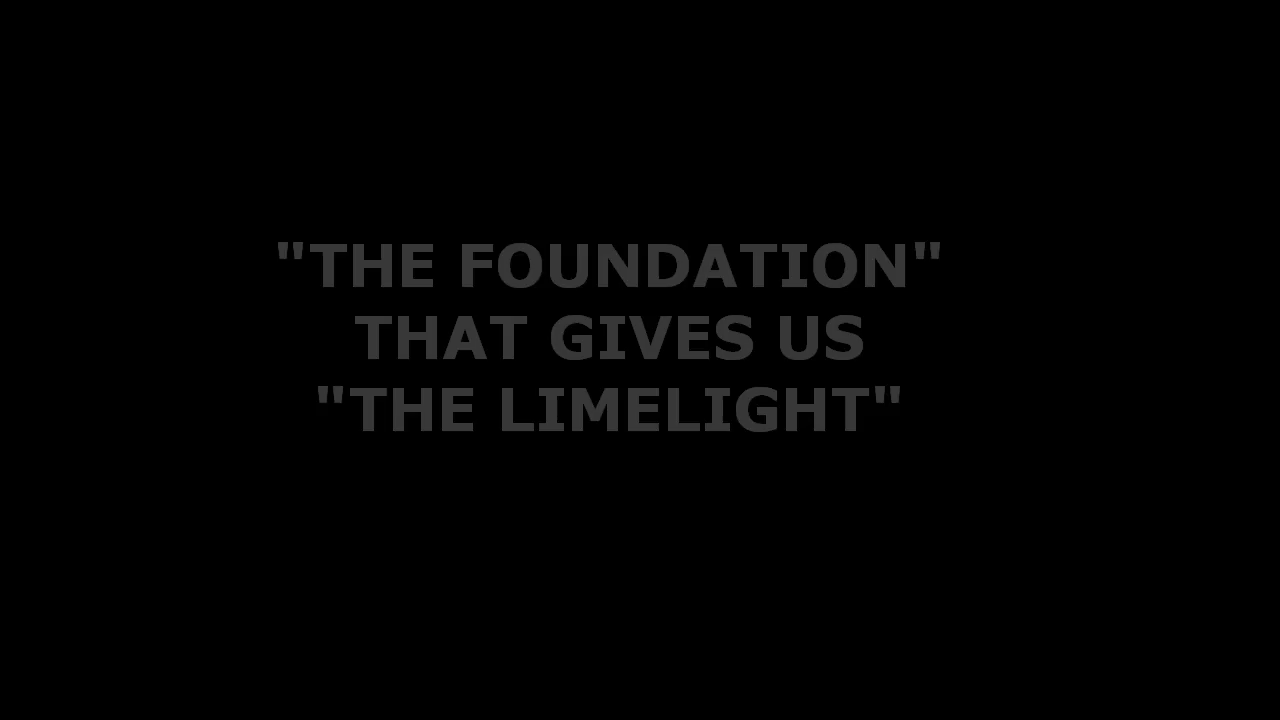 "THE FOUNDATION"
THAT GIVES US
"THE LIMELIGHT"